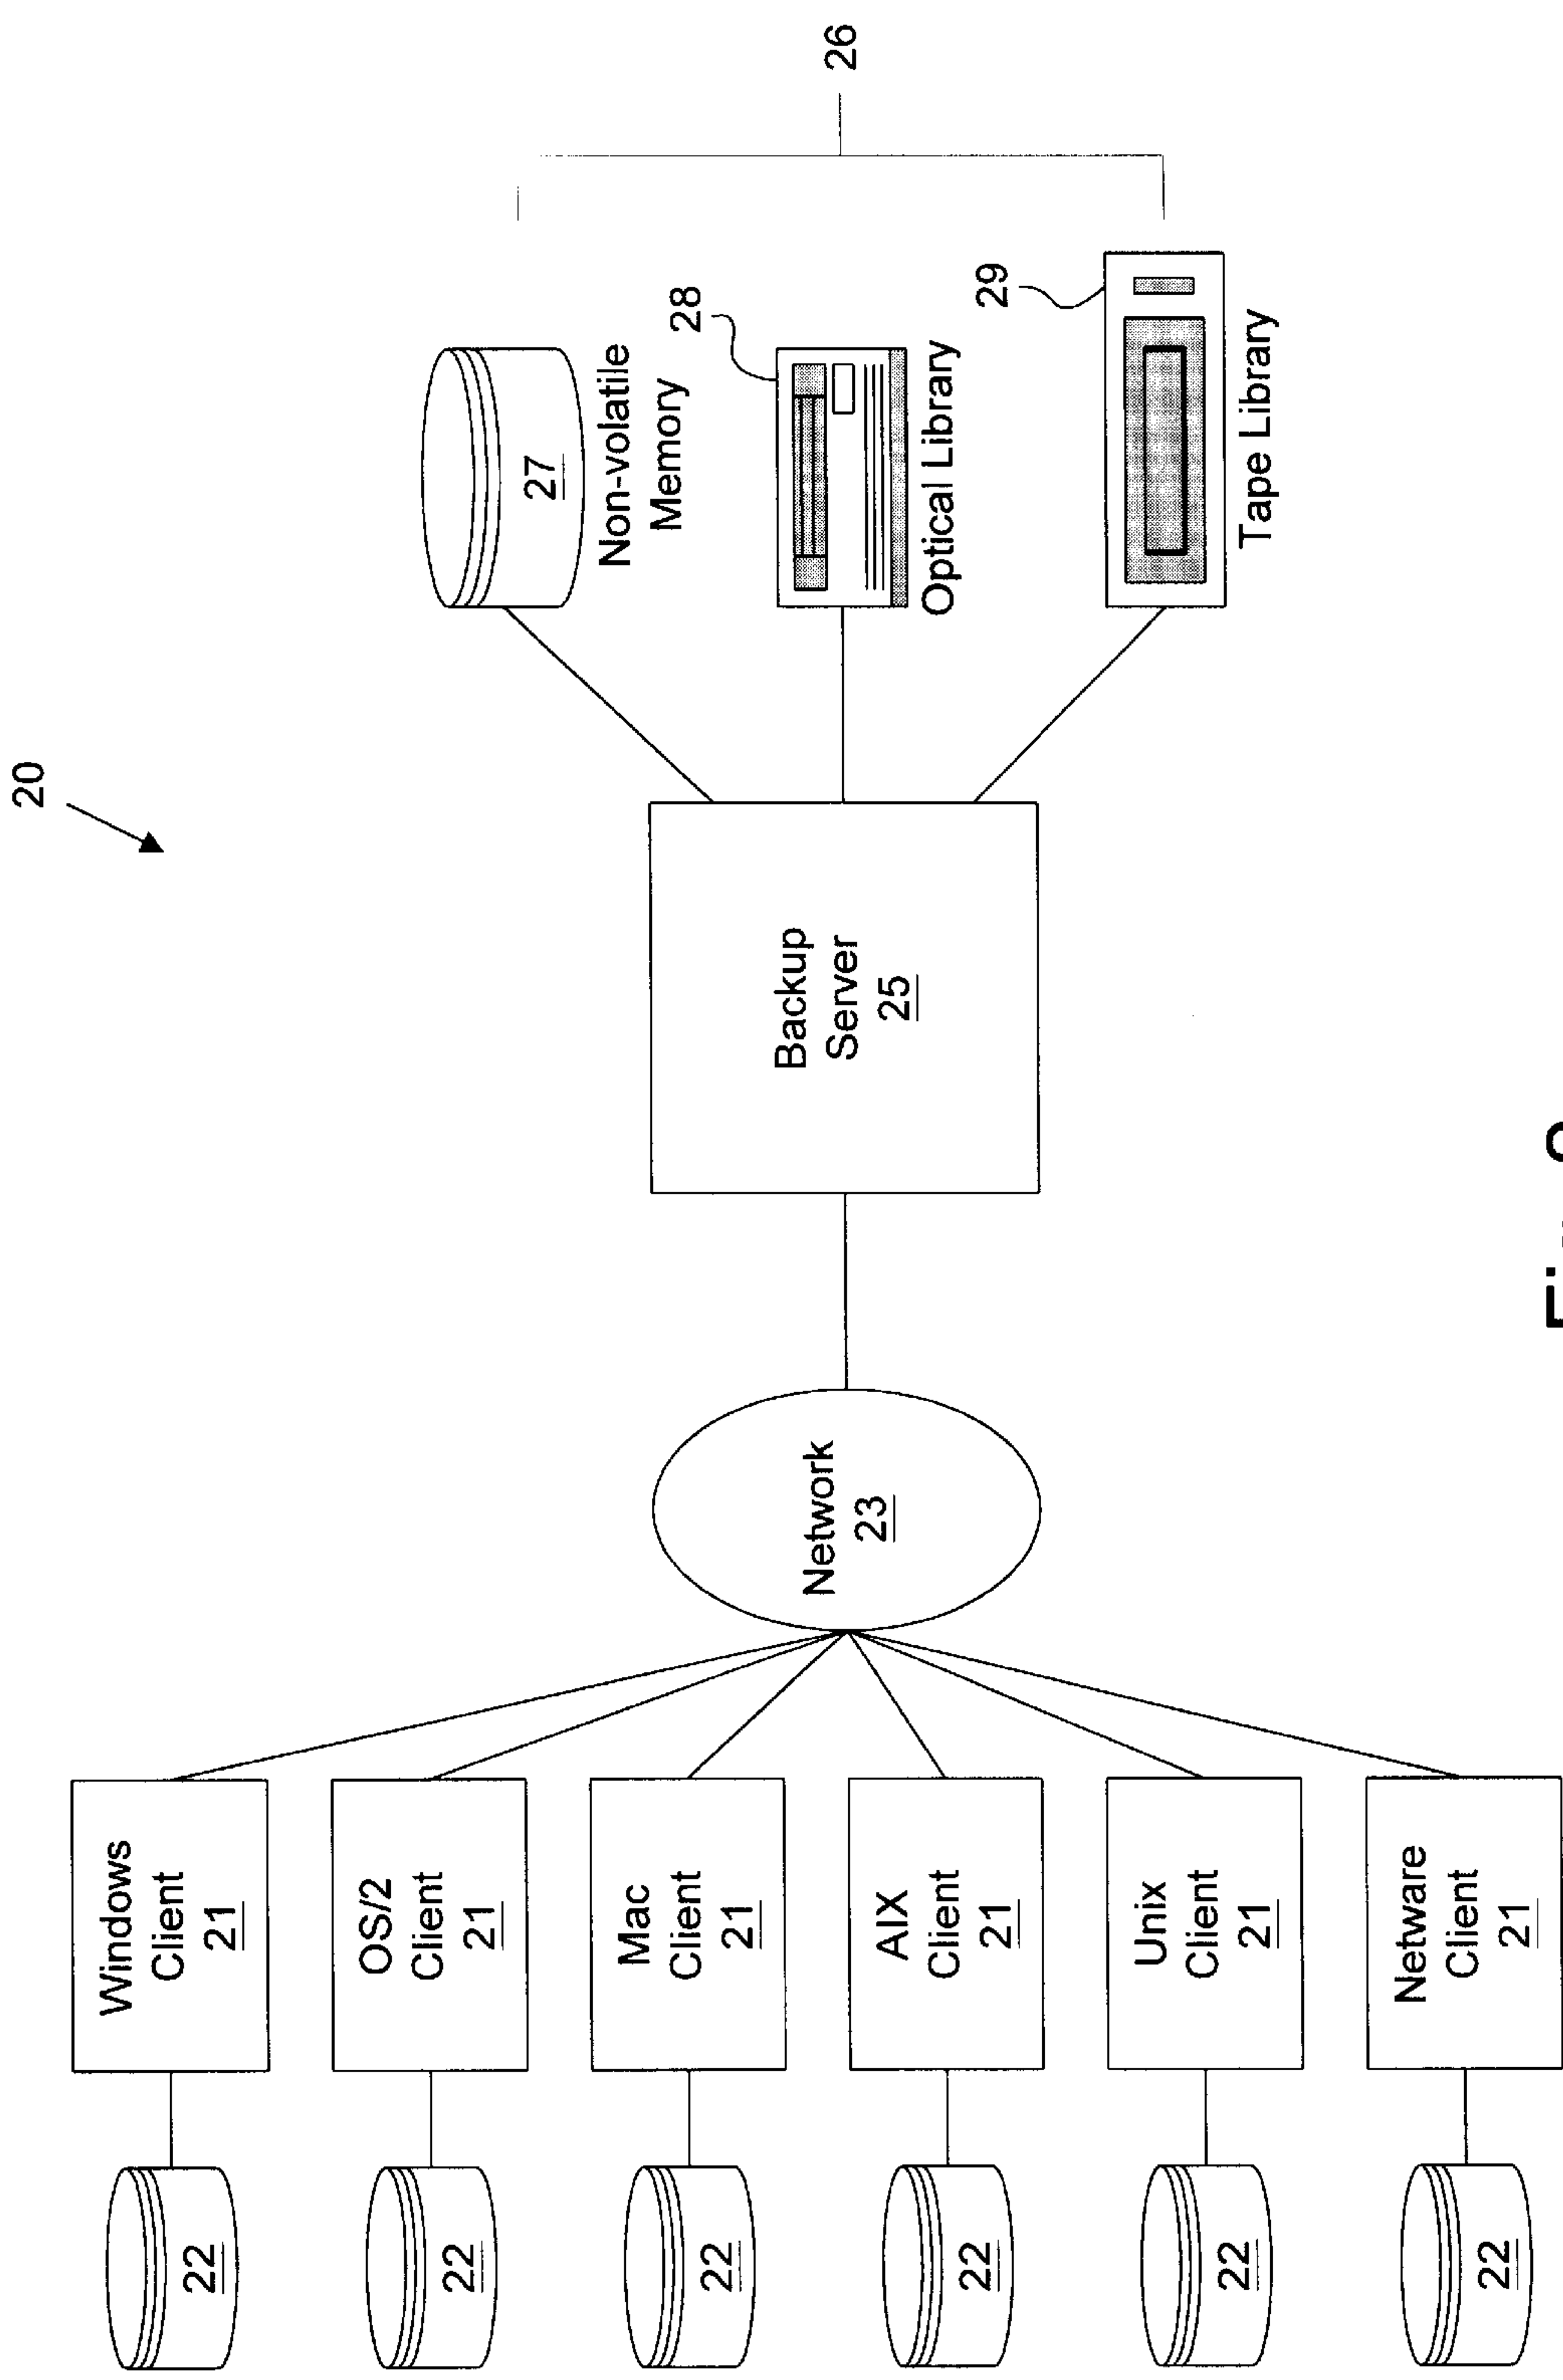 20
Windows
Client
21
22
OS/2
Client
21
22
Mac
Client
21
22
AIX
Client
21
22
Unix
Client
21
22
Netware
Client
21
22
Network
23
Backup
Server
25
27
Non-volatile
Memory
28
Optical Library
29
Tape Library
26